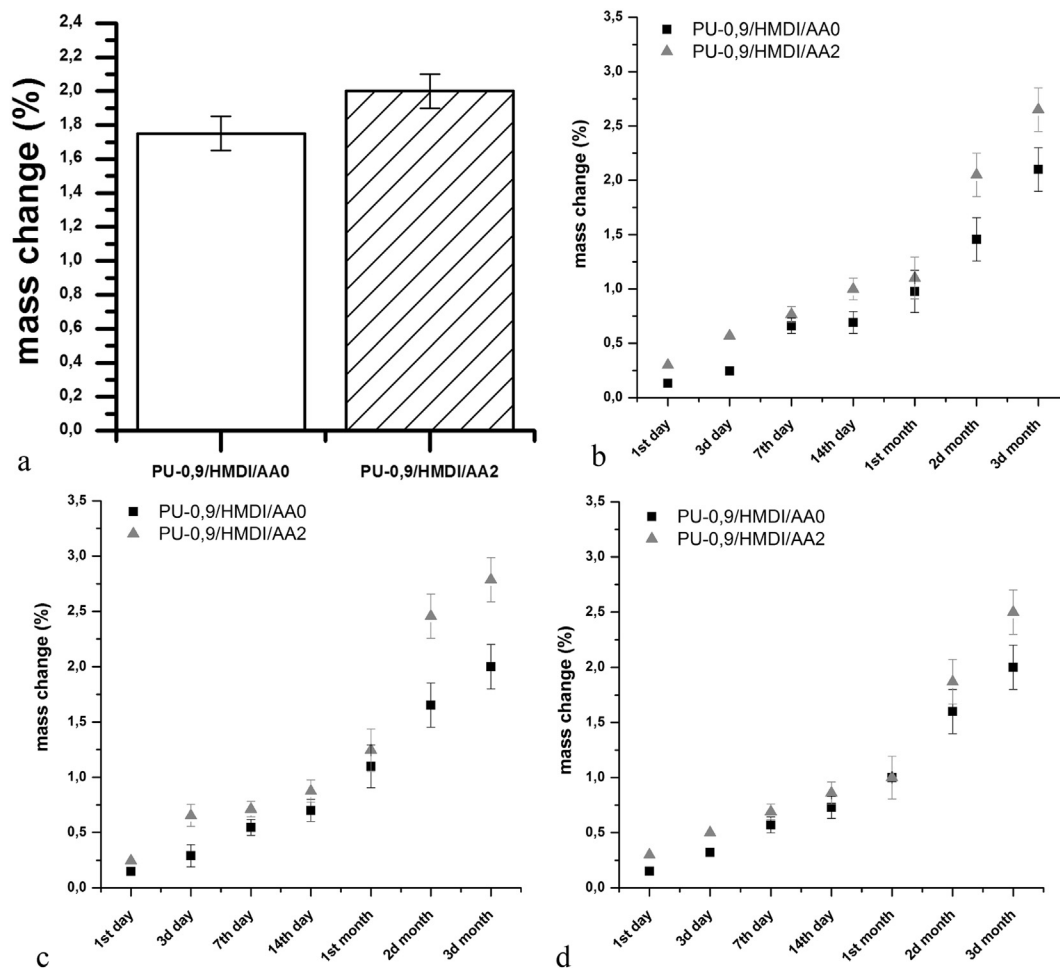 mass change (%)
2,4
2,2
2,0
1,8
1,6
1,4
1,2
1,0
0,8
0,6
0,4
0,2
0,0
PU-0,9/HMDI/AA0 PU-0,9/HMDI/AA2
a
PU-0,9/HMDI/AA0
PU-0,9/HMDI/AA2
mass change (%)
3,5
3,0
2,5
2,0
1,5
1,0
0,5
0,0
1st day 3d day 7th day 14th day 1st month 2d month 3d month
b
PU-0,9/HMDI/AA0
PU-0,9/HMDI/AA2
mass change (%)
3,5
3,0
2,5
2,0
1,5
1,0
0,5
0,0
1st day 3d day 7th day 14th day 1st month 2d month 3d month
c
PU-0,9/HMDI/AA0
PU-0,9/HMDI/AA2
mass change (%)
3,5
3,0
2,5
2,0
1,5
1,0
0,5
0,0
1st day 3d day 7th day 14th day 1st month 2d month 3d month
d